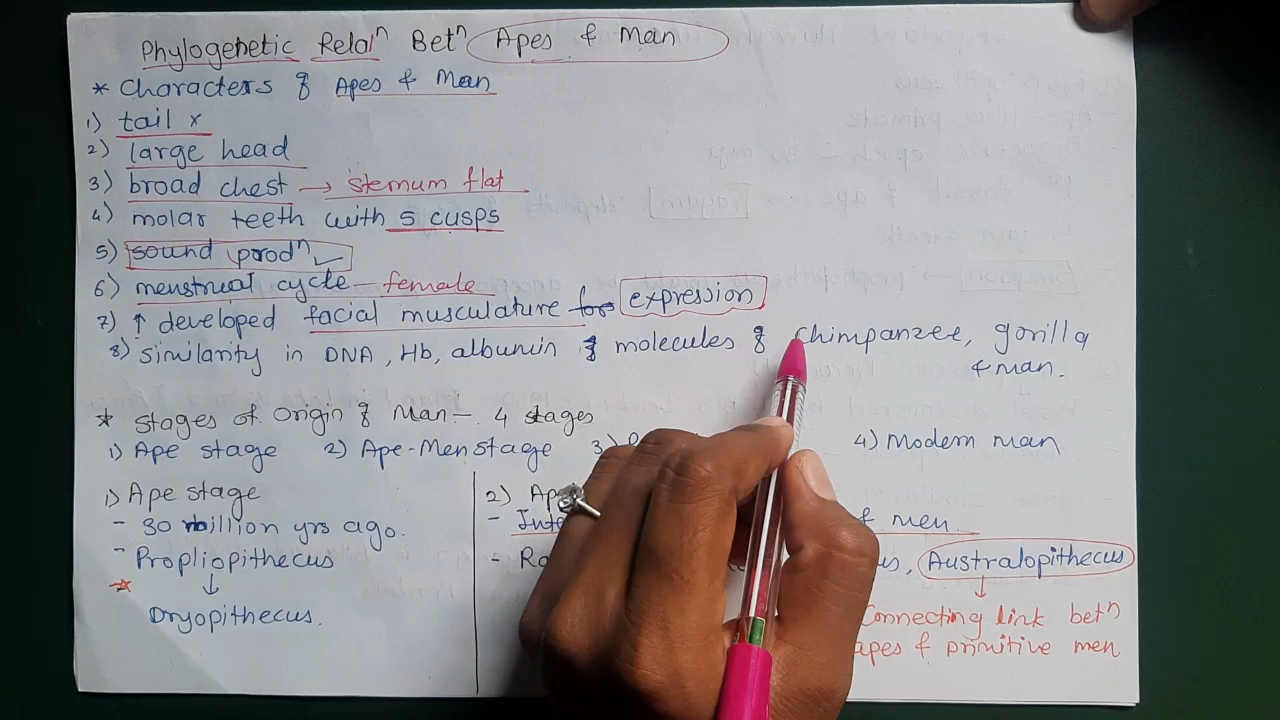 Phylogenetic Relaⁿ Betⁿ Apes & Man
* Characters of Apes & Man
1) tail x
2) large head
3) broad chest → sternum flat
4) molar teeth with 5 cusps
5) sound prodⁿ ✓
6) menstrual cycle - female
7) ↑ developed facial musculature for expression
8) similarity in DNA, Hb, albumin molecules of chimpanzee, gorilla
& man.
* Stages of Origin of Man - 4 stages
1) Ape stage 2) Ape-Men stage 3) 4) Modern man
1) Ape stage
- 30 million yrs ago.
- Propliopithecus
↓
Dryopithecus.
2)
- & men.
- Australopithecus
↓
Connecting link betⁿ
apes & primitive men